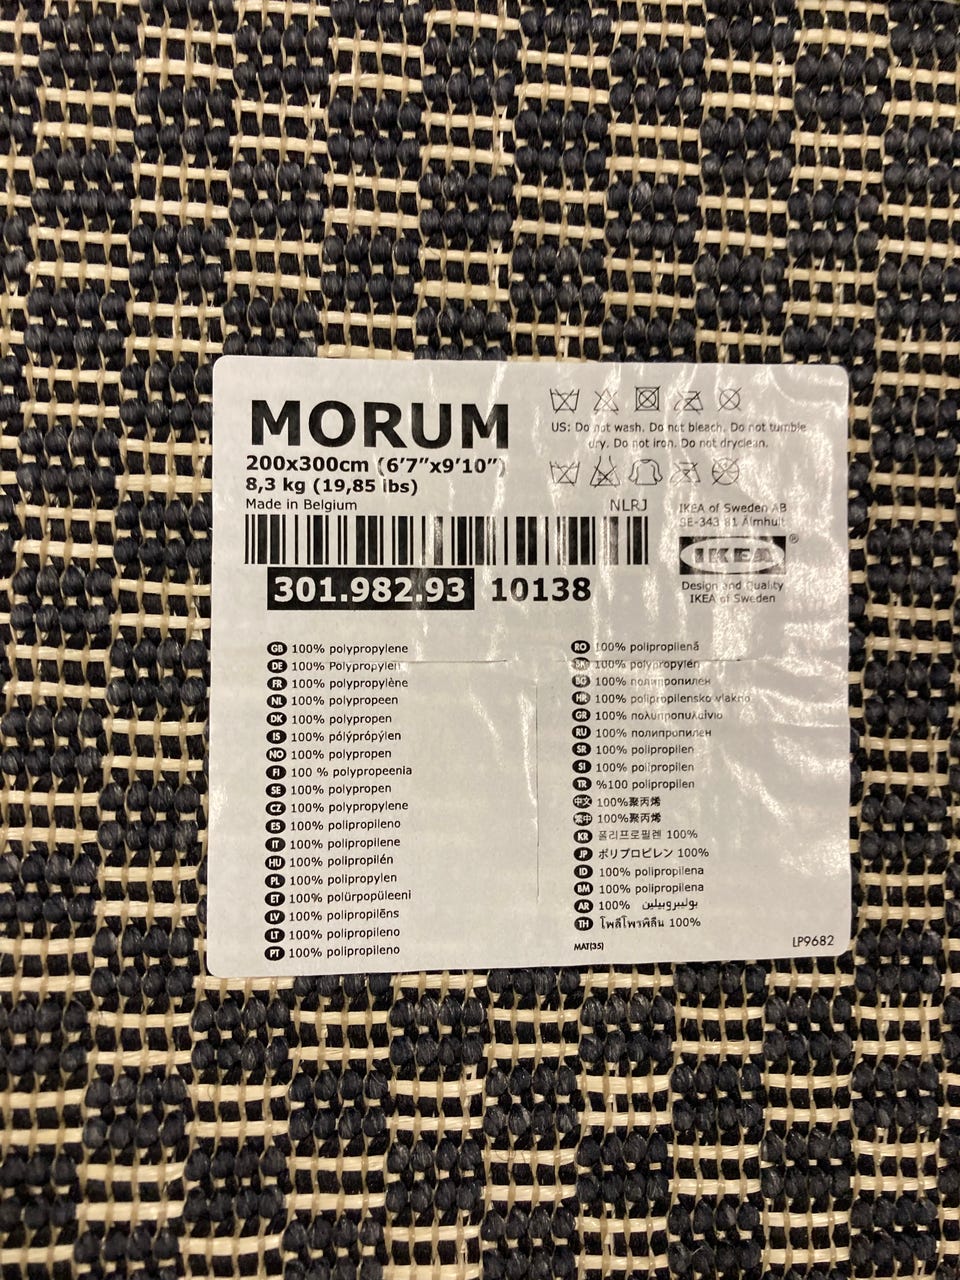 MORUM
200x300cm (6'7"x9'10")
8,3 kg (19,85 lbs)
Made in Belgium
NLRJ
301.982.93 10138
US: Do not wash. Do not bleach. Do not tumble
dry. Do not iron. Do not dryclean.
IKEA of Sweden AB
SE-343 81 Älmhult
IKEA®
Design and Quality
IKEA of Sweden
GB 100% polypropylene
DE 100% Polypropylen
FR 100% polypropylène
NL 100% polypropeen
DK 100% polypropen
IS 100% pólýprópýlen
NO 100% polypropen
FI 100 % polypropeenia
SE 100% polypropen
CZ 100% polypropylene
ES 100% polipropileno
IT 100% polipropilene
HU 100% polipropilén
PL 100% polipropylen
ET 100% polürpopüleeni
LV 100% polipropilēns
LT 100% polipropileno
PT 100% polipropileno
RO 100% polipropilenă
SK 100% polypropylén
BG 100% полипропилен
HR 100% polipropilensko vlakno
GR 100% πολυπροπυλαίνιο
RU 100% полипропилен
SR 100% polipropilen
SI 100% polipropilen
TR %100 polipropilen
中文 100%聚丙烯
繁中 100%聚丙烯
KR 폴리프로필렌 100%
JP ポリプロピレン 100%
ID 100% polipropilena
BM 100% polipropilena
AR 100% بوليبروبيلين
TH โพลีโพรพิลีน 100%
MAT(35)
LP9682